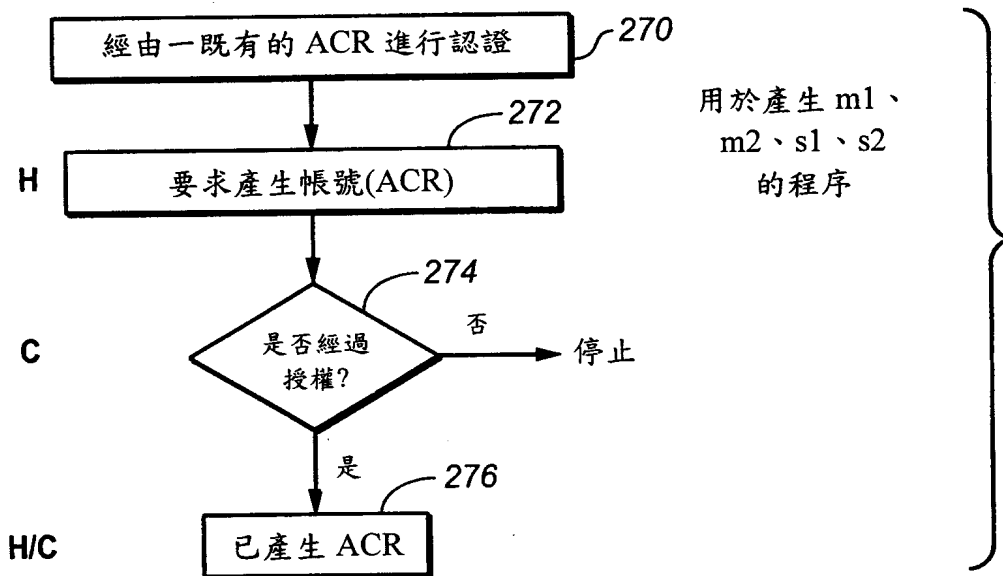 經由一既有的 ACR 進行認證
270
用於產生 m1、
m2、s1、s2
的程序
272
H
要求產生帳號(ACR)
274
C
是否經過
授權?
否
停止
是
276
H/C
已產生 ACR